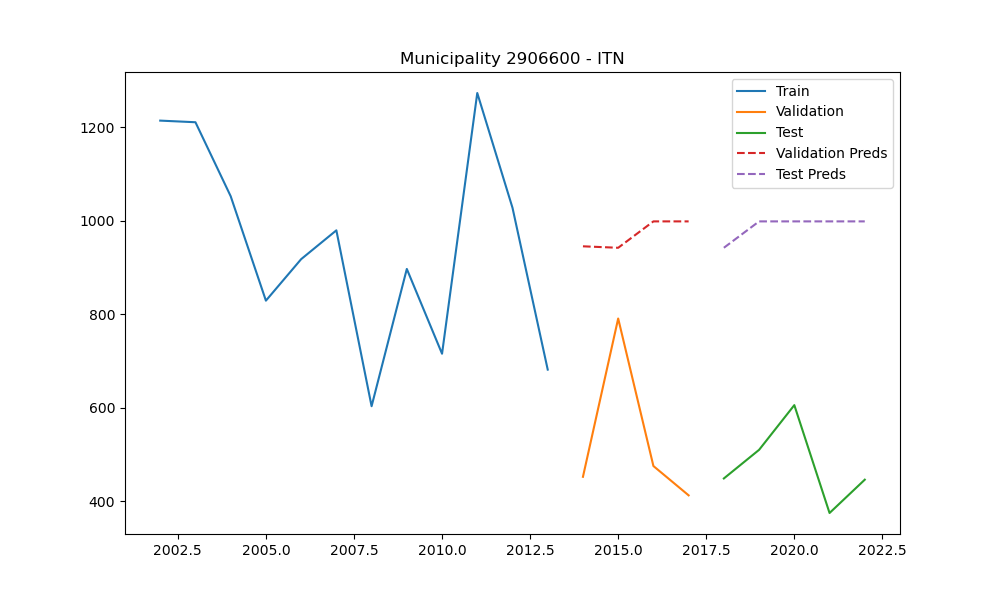 Municipality 2906600 - ITN
Train
Validation
Test
Validation Preds
Test Preds
1200
1000
800
600
400
2002.5 2005.0 2007.5 2010.0 2012.5 2015.0 2017.5 2020.0 2022.5